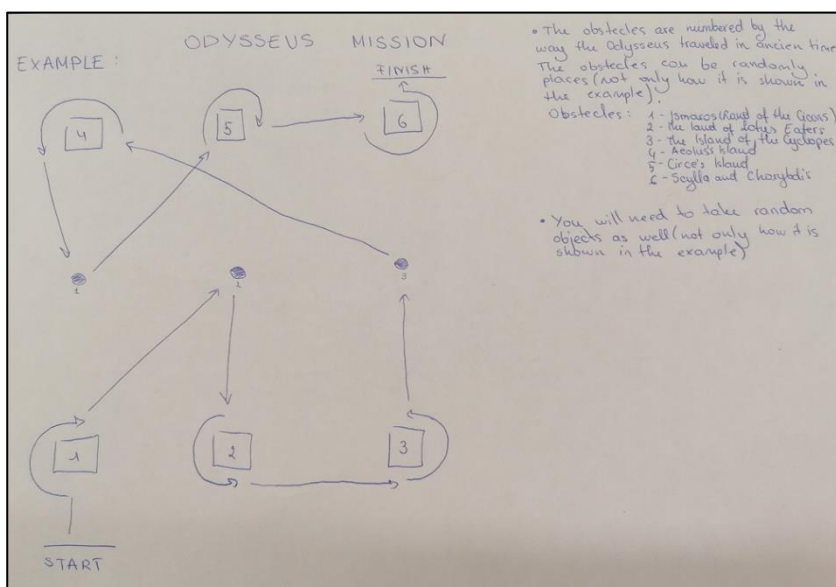 ODYSSEUS MISSION
EXAMPLE:
FINISH
4
5
6
1
2
3
1
2
3
START
• The obstecles are numbered by the
way the Odysseus traveled in ancient time
The obstecles can be randomly
places (not only how it is shown in
the example).
Obstecles: 1 - Ismaros (land of the Cicons)
2 - The land of Lotus Eaters
3 - The Island of the Cyclopes
4 - Aeolus's Island
5 - Circe's Island
6 - Scylla and Charybdis
• You will need to take random
objects as well (not only how it is
shown in the example)